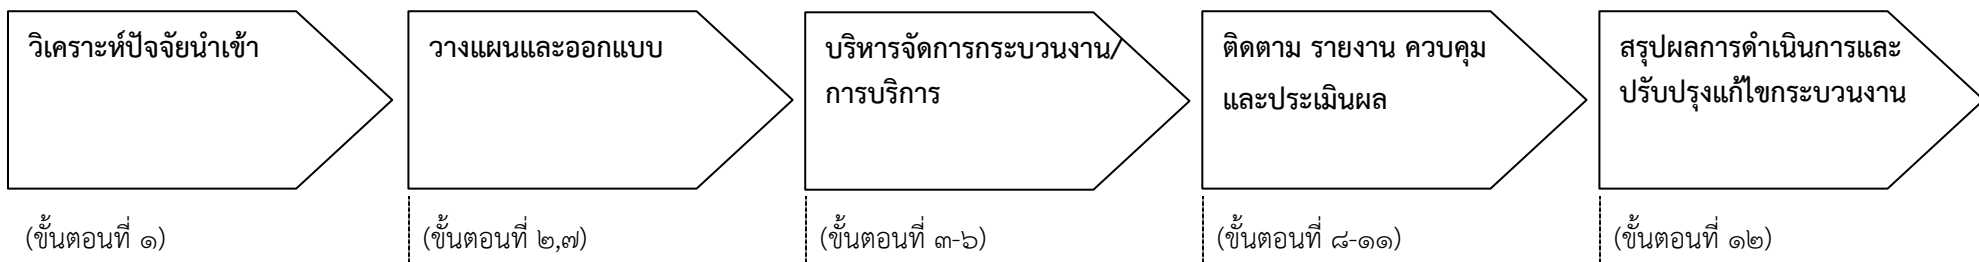 วิเคราะห์ปัจจัยนำเข้า
(ขั้นตอนที่ ๑)
วางแผนและออกแบบ
(ขั้นตอนที่ ๒,๗)
บริหารจัดการกระบวนงาน/
การบริการ
(ขั้นตอนที่ ๓-๖)
ติดตาม รายงาน ควบคุม
และประเมินผล
(ขั้นตอนที่ ๘-๑๑)
สรุปผลการดำเนินการและ
ปรับปรุงแก้ไขกระบวนงาน
(ขั้นตอนที่ ๑๒)